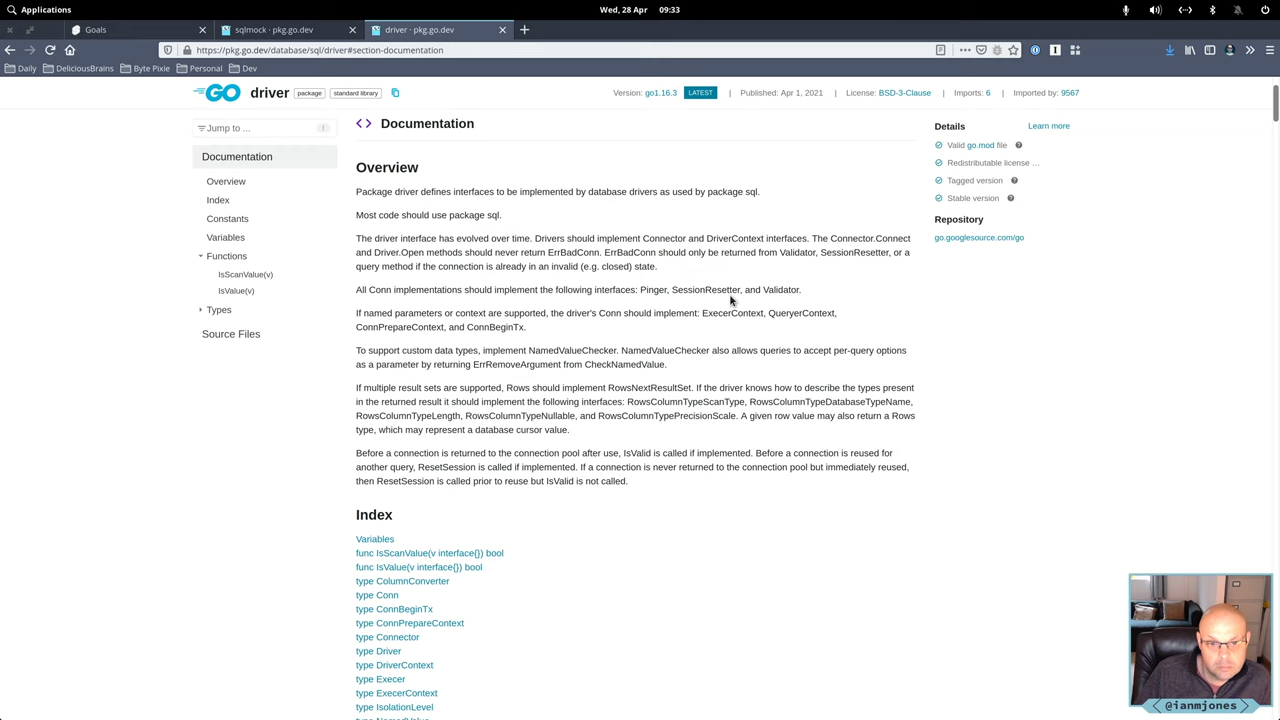 Applications
Wed, 28 Apr 09:33
Goals
sqlmock · pkg.go.dev
driver · pkg.go.dev
https://pkg.go.dev/database/sql/driver#section-documentation
Daily
DeliciousBrains
Byte Pixie
Personal
Dev
GO
driver
package
standard library
Version: go1.16.3
LATEST
| Published: Apr 1, 2021
| License: BSD-3-Clause
| Imports: 6
| Imported by: 9567
Jump to ...
f
Documentation
Overview
Index
Constants
Variables
Functions
IsScanValue(v)
IsValue(v)
Types
Source Files
Documentation
Overview
Package driver defines interfaces to be implemented by database drivers as used by package sql.
Most code should use package sql.
The driver interface has evolved over time. Drivers should implement Connector and DriverContext interfaces. The Connector.Connect
and Driver.Open methods should never return ErrBadConn. ErrBadConn should only be returned from Validator, SessionResetter, or a
query method if the connection is already in an invalid (e.g. closed) state.
All Conn implementations should implement the following interfaces: Pinger, SessionResetter, and Validator.
If named parameters or context are supported, the driver's Conn should implement: ExecerContext, QueryerContext,
ConnPrepareContext, and ConnBeginTx.
To support custom data types, implement NamedValueChecker. NamedValueChecker also allows queries to accept per-query options
as a parameter by returning ErrRemoveArgument from CheckNamedValue.
If multiple result sets are supported, Rows should implement RowsNextResultSet. If the driver knows how to describe the types present
in the returned result it should implement the following interfaces: RowsColumnTypeScanType, RowsColumnTypeDatabaseTypeName,
RowsColumnTypeLength, RowsColumnTypeNullable, and RowsColumnTypePrecisionScale. A given row value may also return a Rows
type, which may represent a database cursor value.
Before a connection is returned to the connection pool after use, IsValid is called if implemented. Before a connection is reused for
another query, ResetSession is called if implemented. If a connection is never returned to the connection pool but immediately reused,
then ResetSession is called prior to reuse but IsValid is not called.
Index
Variables
func IsScanValue(v interface{}) bool
func IsValue(v interface{}) bool
type ColumnConverter
type Conn
type ConnBeginTx
type ConnPrepareContext
type Connector
type Driver
type DriverContext
type Execer
type ExecerContext
type IsolationLevel
type NamedValue
Details
Learn more
Valid go.mod file
Redistributable license ...
Tagged version
Stable version
Repository
go.googlesource.com/go
@ianmjones